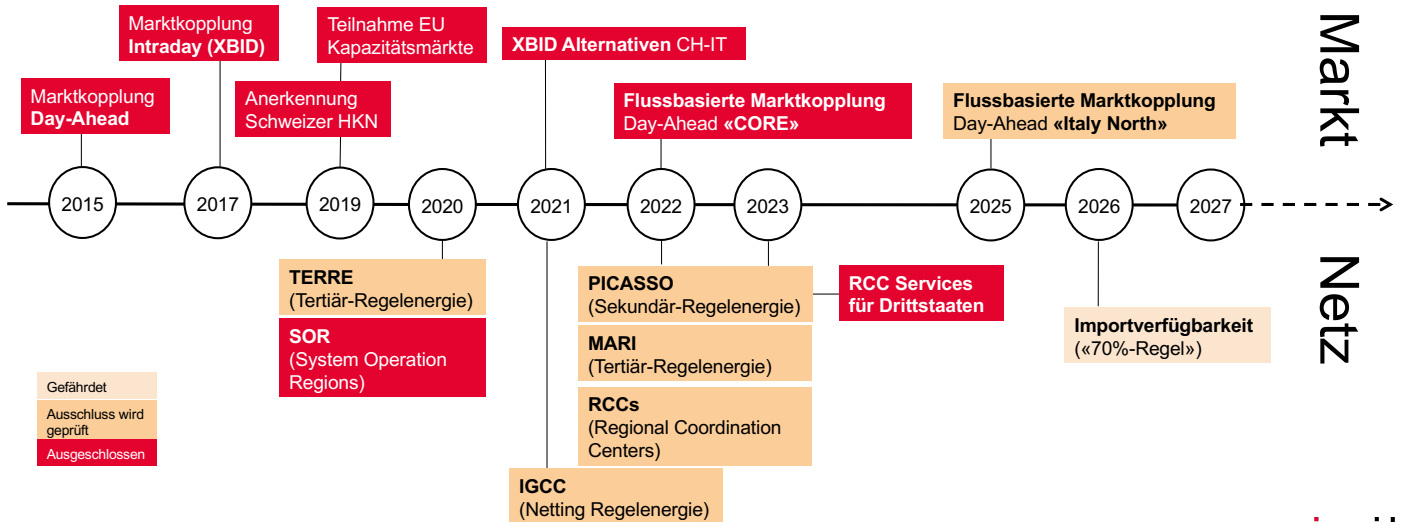 Marktkopplung
Intraday (XBID)
Teilnahme EU
Kapazitätsmärkte
XBID Alternativen CH-IT
Marktkopplung
Day-Ahead
Anerkennung
Schweizer HKN
Flussbasierte Marktkopplung
Day-Ahead «CORE»
Flussbasierte Marktkopplung
Day-Ahead «Italy North»
Markt
2015
2017
2019
2020
2021
2022
2023
2025
2026
2027
Netz
TERRE
(Tertiär-Regelenergie)
SOR
(System Operation
Regions)
PICASSO
(Sekundär-Regelenergie)
MARI
(Tertiär-Regelenergie)
RCCs
(Regional Coordination
Centers)
IGCC
(Netting Regelenergie)
RCC Services
für Drittstaaten
Importverfügbarkeit
(«70%-Regel»)
Gefährdet
Ausschluss wird
geprüft
Ausgeschlossen